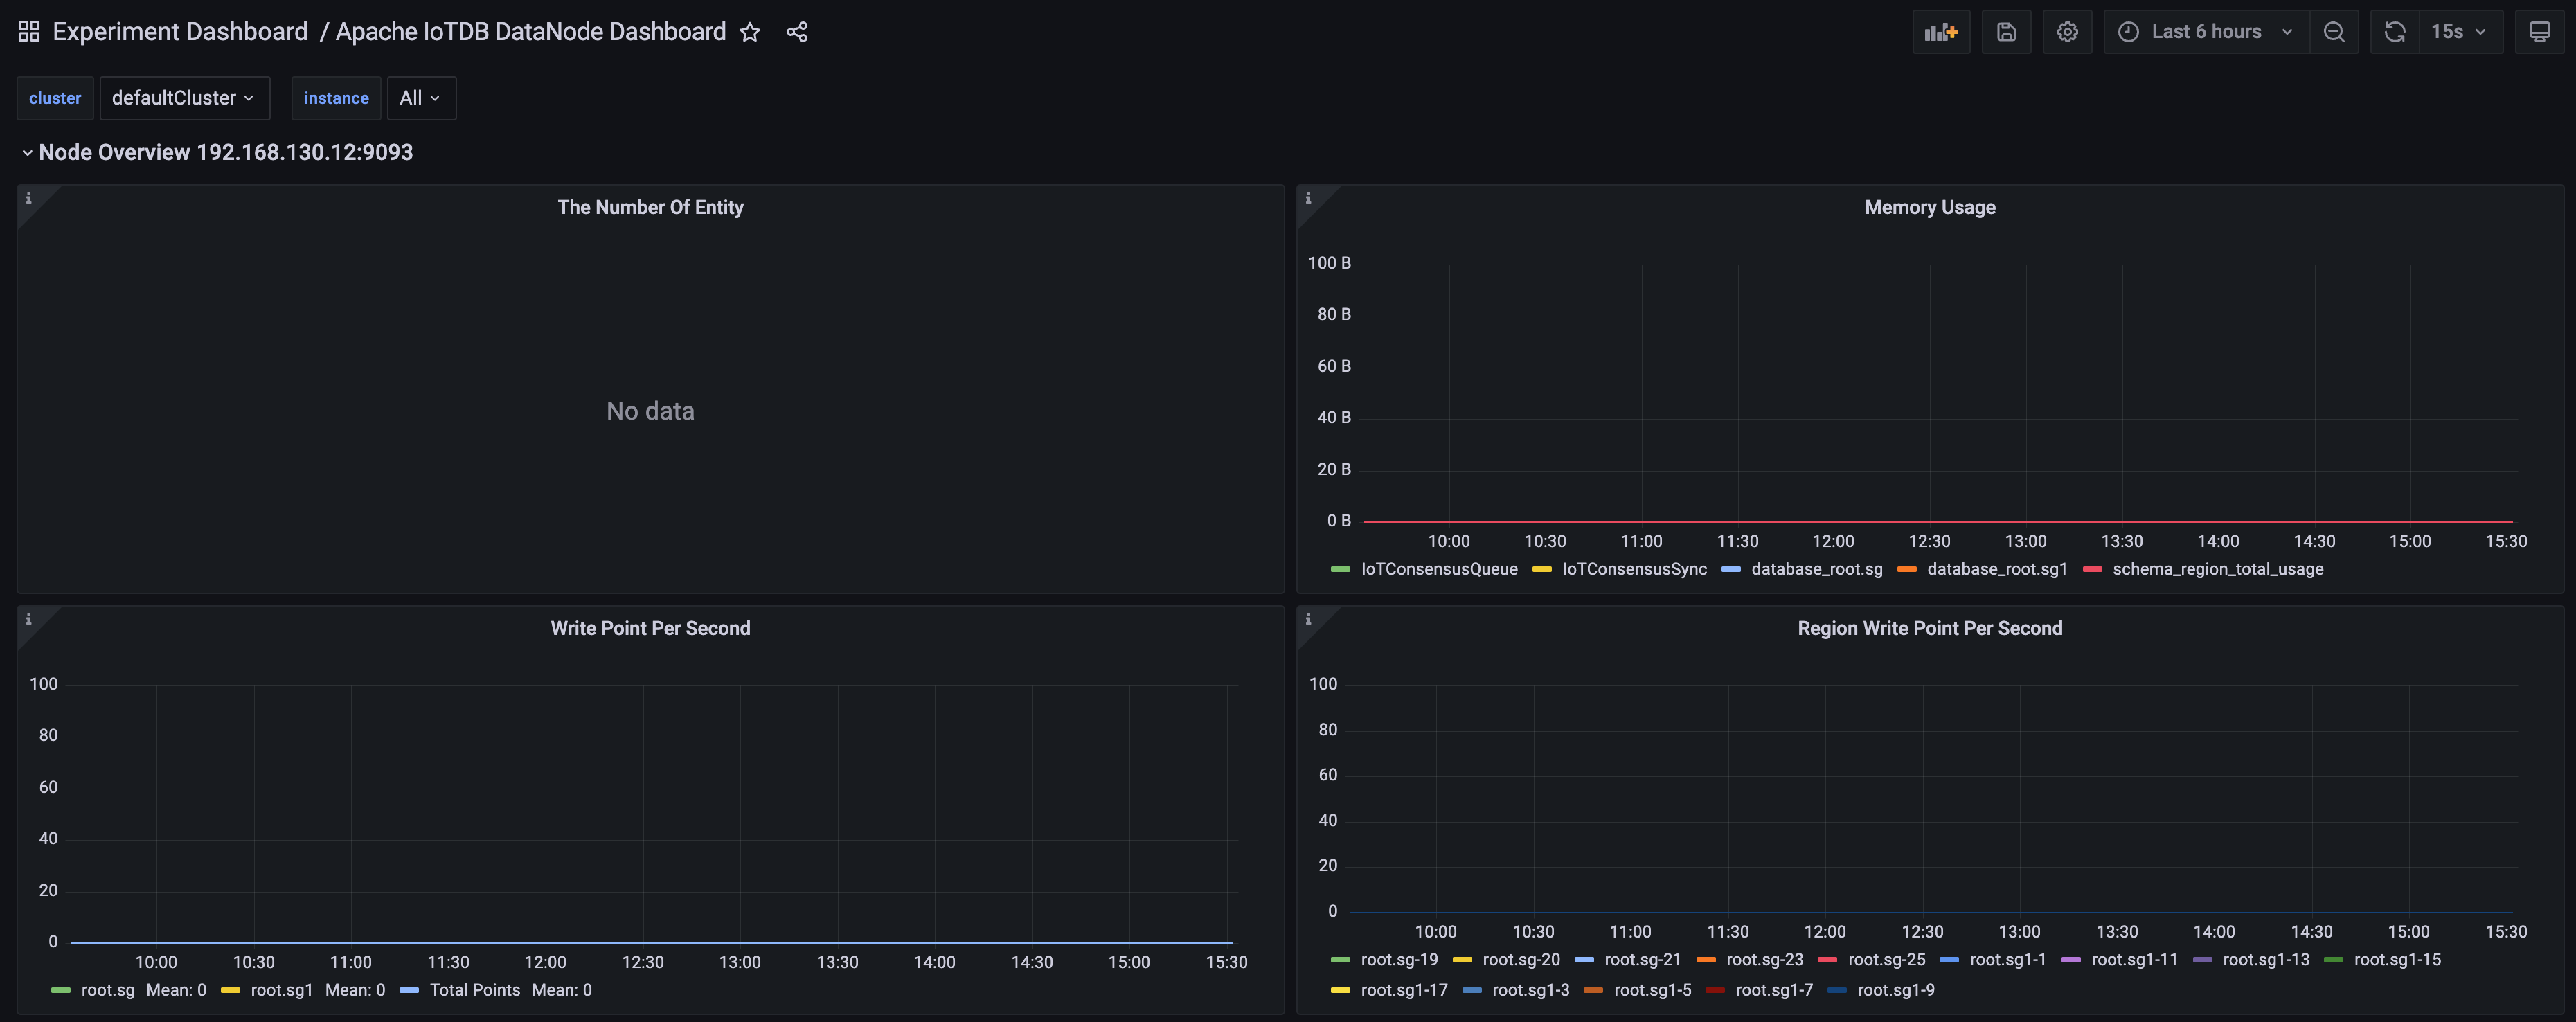 Experiment Dashboard / Apache IoTDB DataNode Dashboard
Last 6 hours
15s
cluster defaultCluster instance All
Node Overview 192.168.130.12:9093
The Number Of Entity
No data
Memory Usage
100 B
80 B
60 B
40 B
20 B
0 B
10:00 10:30 11:00 11:30 12:00 12:30 13:00 13:30 14:00 14:30 15:00 15:30
IoTConsensusQueue IoTConsensusSync database_root.sg database_root.sg1 schema_region_total_usage
Write Point Per Second
100
80
60
40
20
0
10:00 10:30 11:00 11:30 12:00 12:30 13:00 13:30 14:00 14:30 15:00 15:30
root.sg Mean: 0 root.sg1 Mean: 0 Total Points Mean: 0
Region Write Point Per Second
100
80
60
40
20
0
10:00 10:30 11:00 11:30 12:00 12:30 13:00 13:30 14:00 14:30 15:00 15:30
root.sg-19 root.sg-20 root.sg-21 root.sg-23 root.sg-25 root.sg1-1 root.sg1-11 root.sg1-13 root.sg1-15
root.sg1-17 root.sg1-3 root.sg1-5 root.sg1-7 root.sg1-9